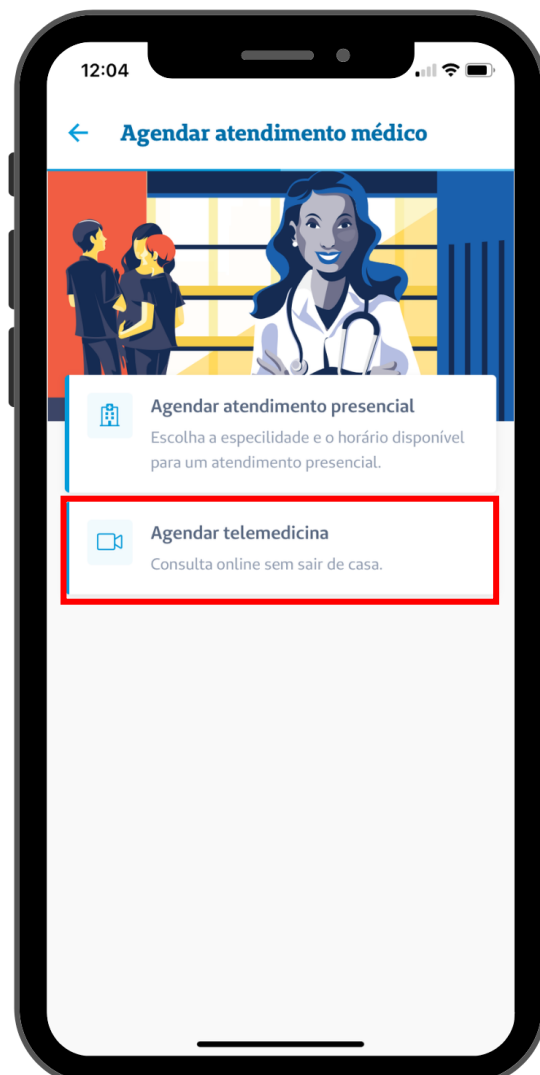 12:04
Agendar atendimento médico
Agendar atendimento presencial
Escolha a especilidade e o horário disponível
para um atendimento presencial.
Agendar telemedicina
Consulta online sem sair de casa.